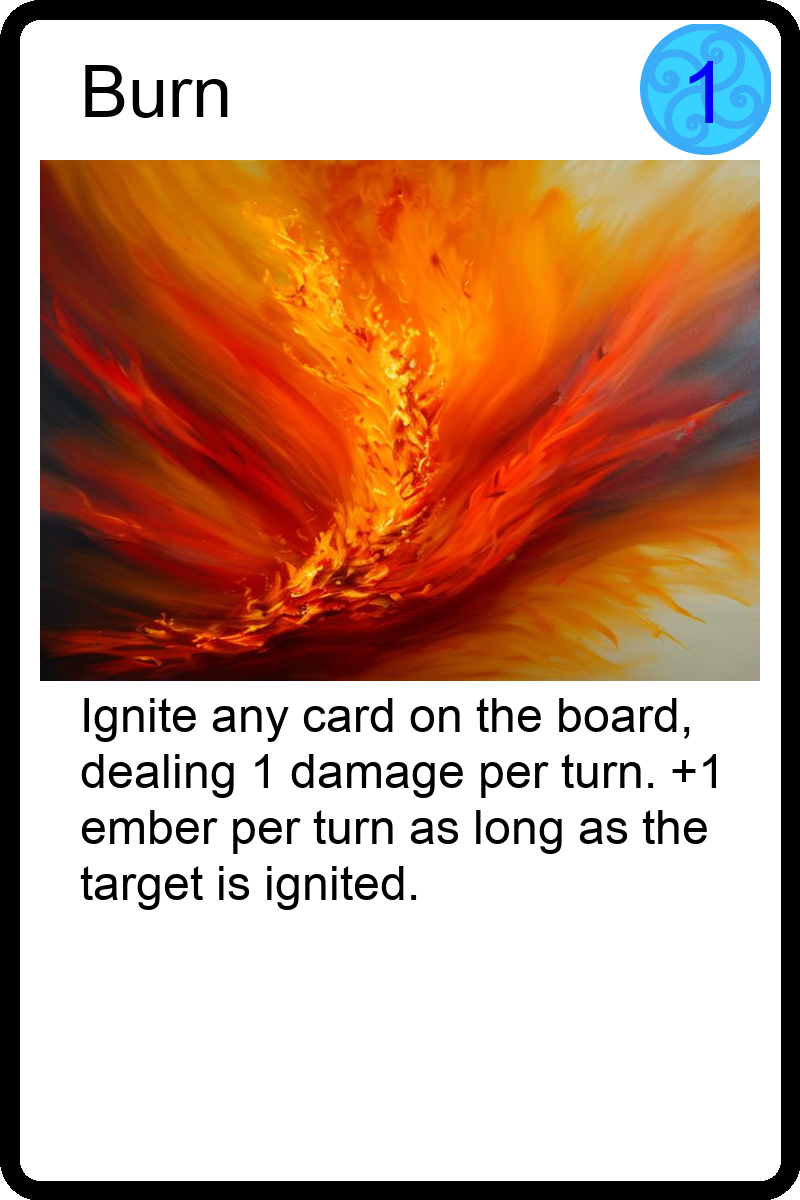 Burn
1
Ignite any card on the board,
dealing 1 damage per turn. +1
ember per turn as long as the
target is ignited.